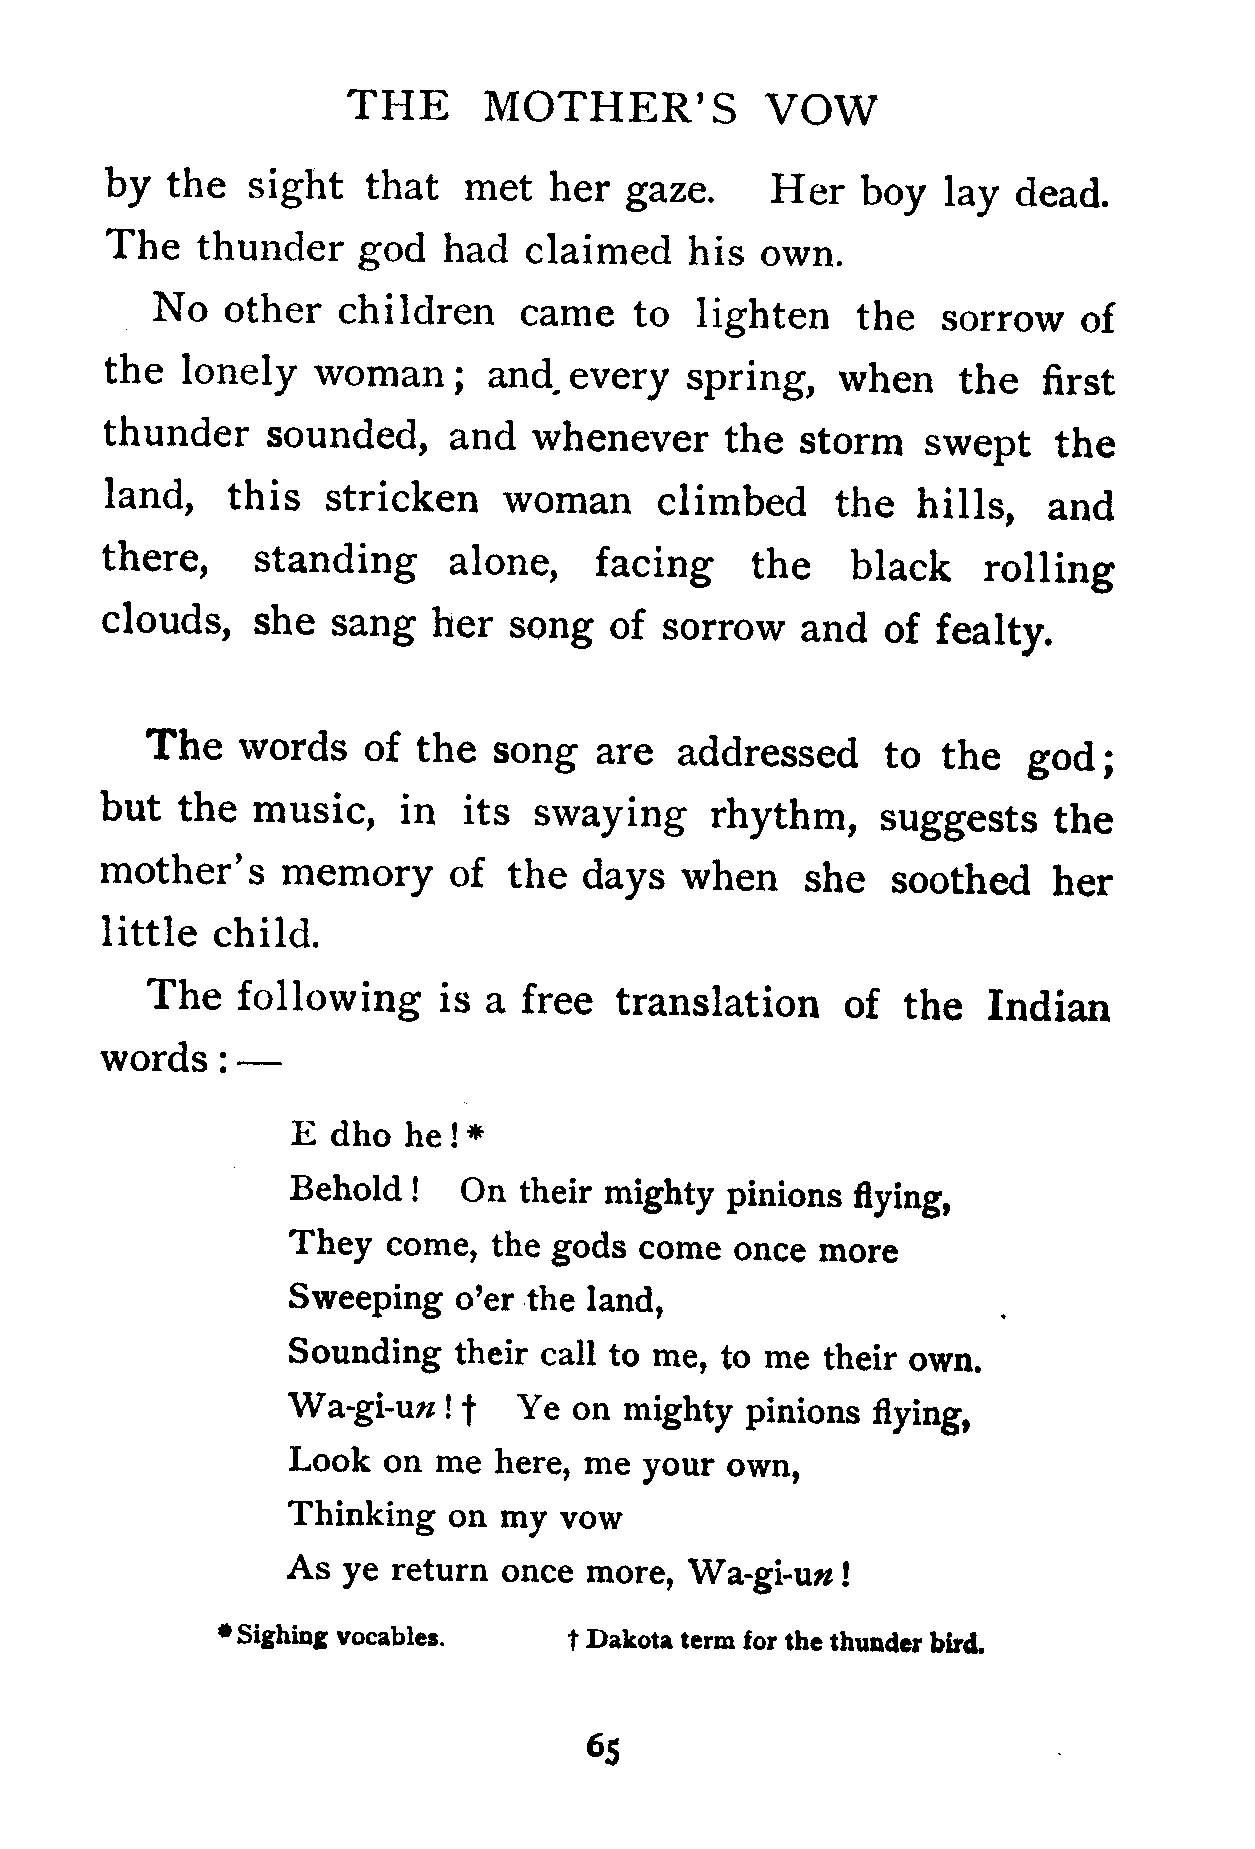 THE MOTHER'S VOW
by the sight that met her gaze. Her boy lay dead.
The thunder god had claimed his own.
No other children came to lighten the sorrow of
the lonely woman; and every spring, when the first
thunder sounded, and whenever the storm swept the
land, this stricken woman climbed the hills, and
there, standing alone, facing the black rolling
clouds, she sang her song of sorrow and of fealty.
The words of the song are addressed to the god;
but the music, in its swaying rhythm, suggests the
mother's memory of the days when she soothed her
little child.
The following is a free translation of the Indian
words :—
E dho he!*
Behold! On their mighty pinions flying,
They come, the gods come once more
Sweeping o'er the land,
Sounding their call to me, to me their own.
Wa-gi-un!† Ye on mighty pinions flying,
Look on me here, me your own,
Thinking on my vow
As ye return once more, Wa-gi-un!
*Sighing vocables. † Dakota term for the thunder bird.
65